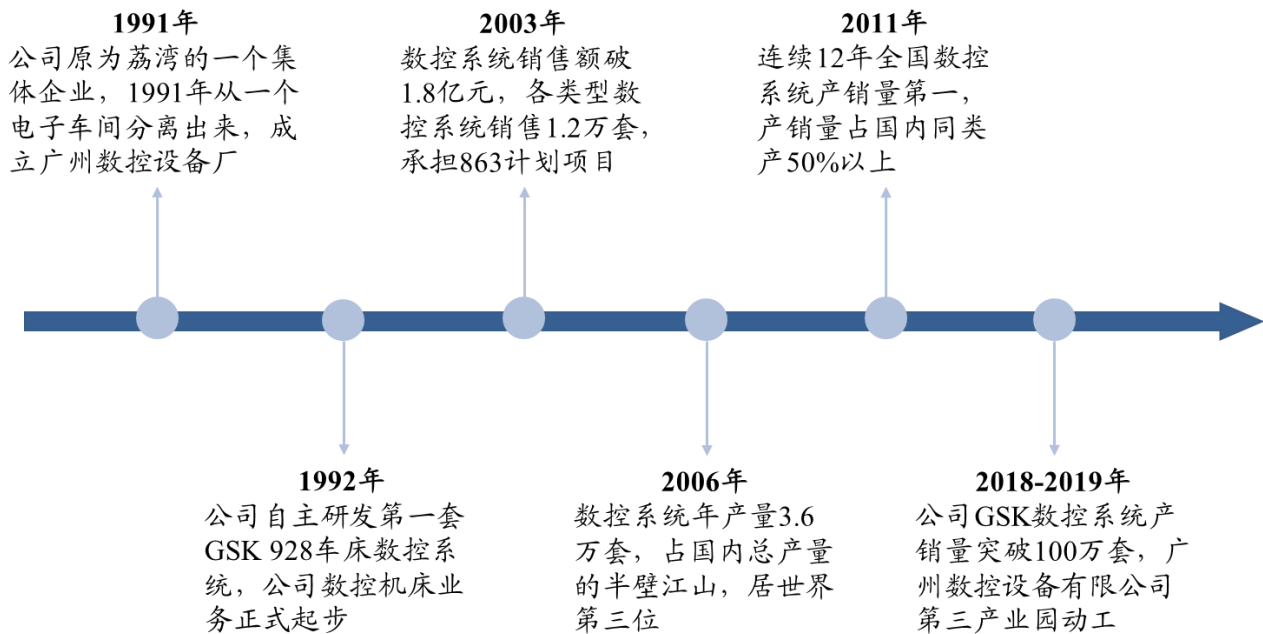 1991年
公司原为荔湾的一个集
体企业，1991年从一个
电子车间分离出来，成
立广州数控设备厂
2003年
数控系统销售额破
1.8亿元，各类型数
控系统销售1.2万套，
承担863计划项目
2011年
连续12年全国数控
系统产销量第一，
产销量占国内同类
产50%以上
1992年
公司自主研发第一套
GSK 928车床数控系
统，公司数控机床业
务正式起步
2006年
数控系统年产量3.6
万套，占国内总产量
的半壁江山，居世界
第三位
2018-2019年
公司GSK数控系统产
销量突破100万套，广
州数控设备有限公司
第三产业园动工